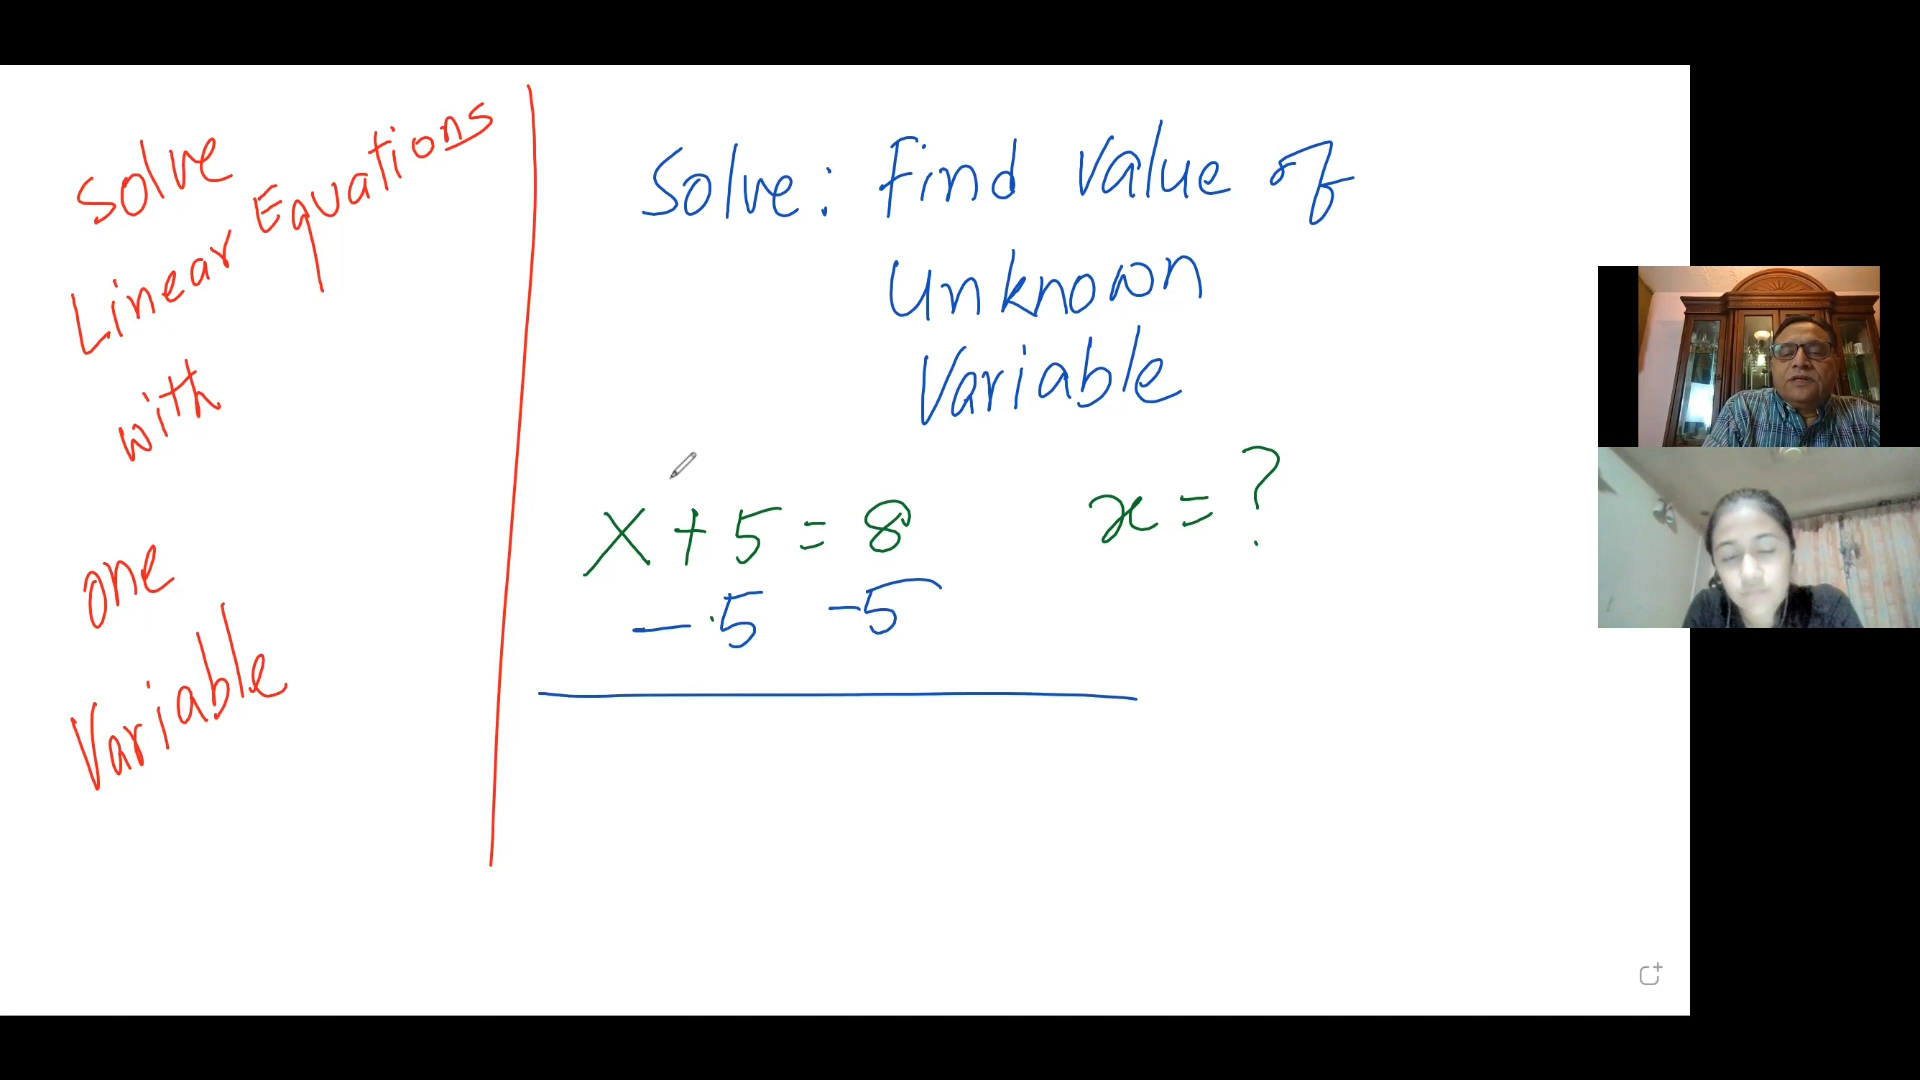 Solve
Linear Equations
with
one
Variable
Solve: Find value of
Unknown
Variable
x + 5 = 8
x = ?
- 5 -5